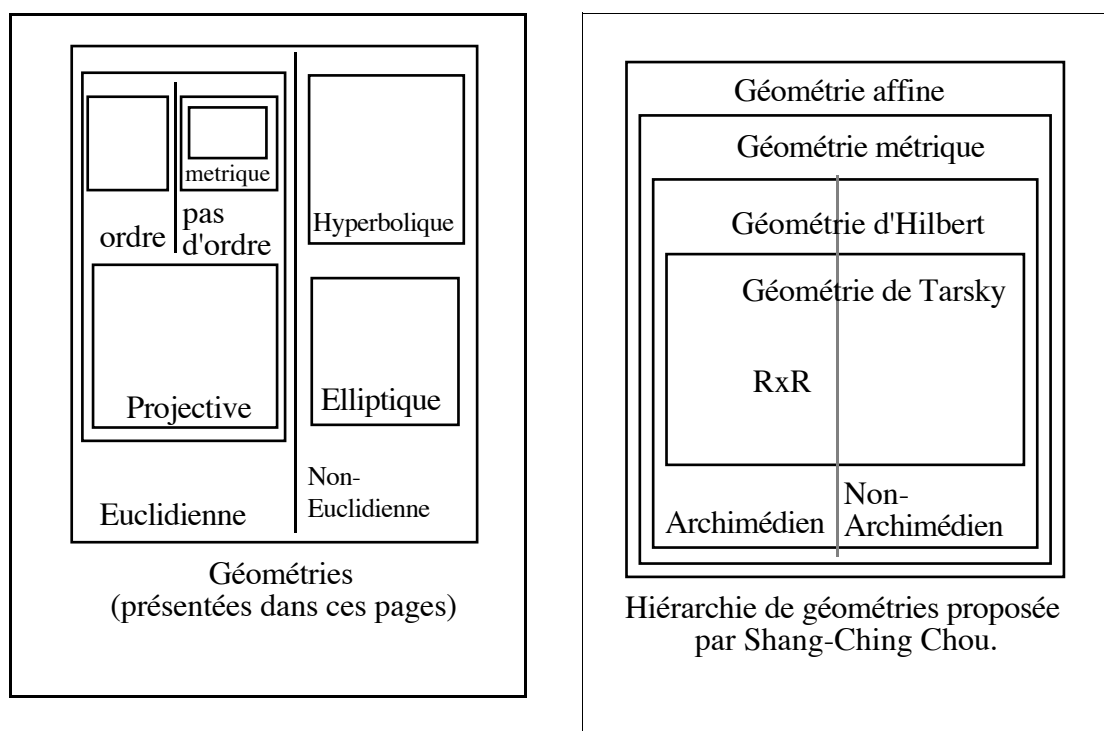 metrique
ordre
pas
d'ordre
Projective
Euclidienne
Hyperbolique
Elliptique
Non-
Euclidienne
Géométries
(présentées dans ces pages)
Géométrie affine
Géométrie métrique
Géométrie d'Hilbert
Géométrie de Tarsky
RxR
Archimédien
Non-
Archimédien
Hiérarchie de géométries proposée
par Shang-Ching Chou.